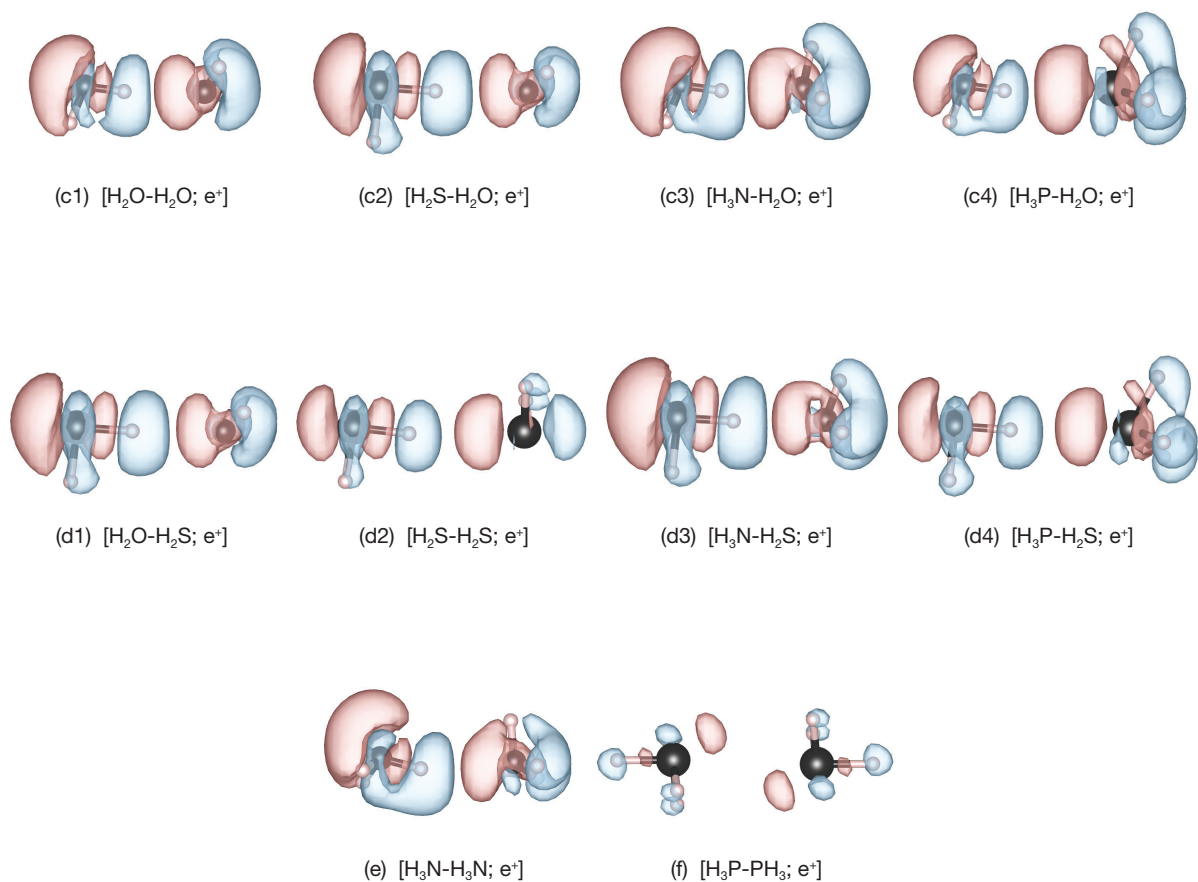 (c1) [H₂O-H₂O; e⁺]
(c2) [H₂S-H₂O; e⁺]
(c3) [H₃N-H₂O; e⁺]
(c4) [H₃P-H₂O; e⁺]
(d1) [H₂O-H₂S; e⁺]
(d2) [H₂S-H₂S; e⁺]
(d3) [H₃N-H₂S; e⁺]
(d4) [H₃P-H₂S; e⁺]
(e) [H₃N-H₃N; e⁺]
(f) [H₃P-PH₃; e⁺]